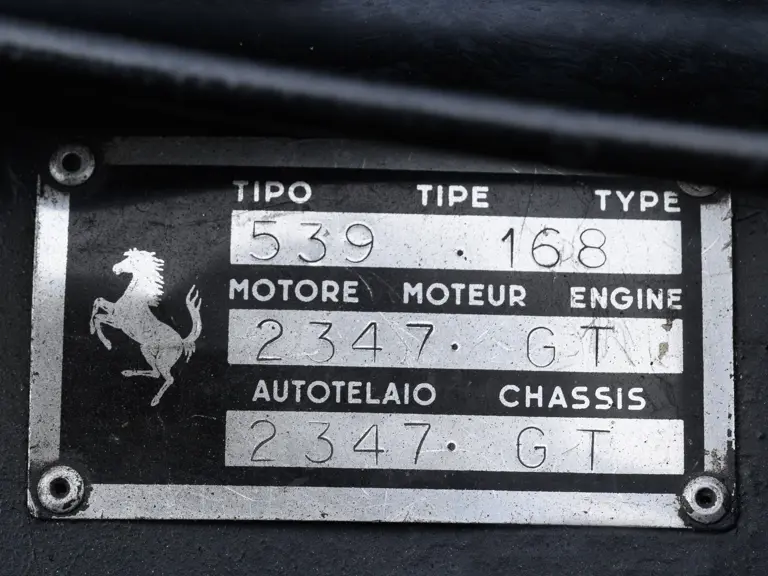 TIPO TIPE TYPE
539 . 168
MOTORE MOTEUR ENGINE
2347. GT
AUTOTELAIO CHASSIS
2347. GT